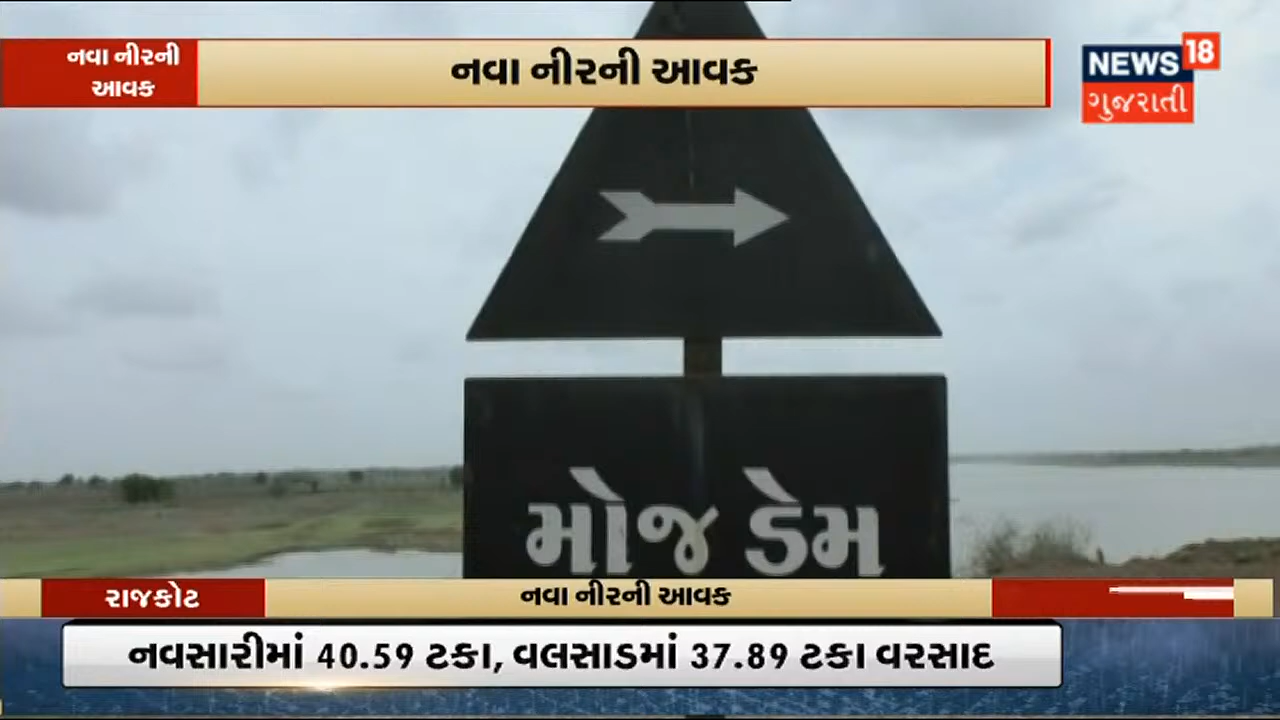 નવા નીરની
આવક
નવા નીરની આવક
NEWS 18
ગુજરાતી
મોજ ડેમ
રાજકોટ
નવા નીરની આવક
નવસારીમાં 40.59 ટકા, વલસાડમાં 37.89 ટકા વરસાદ